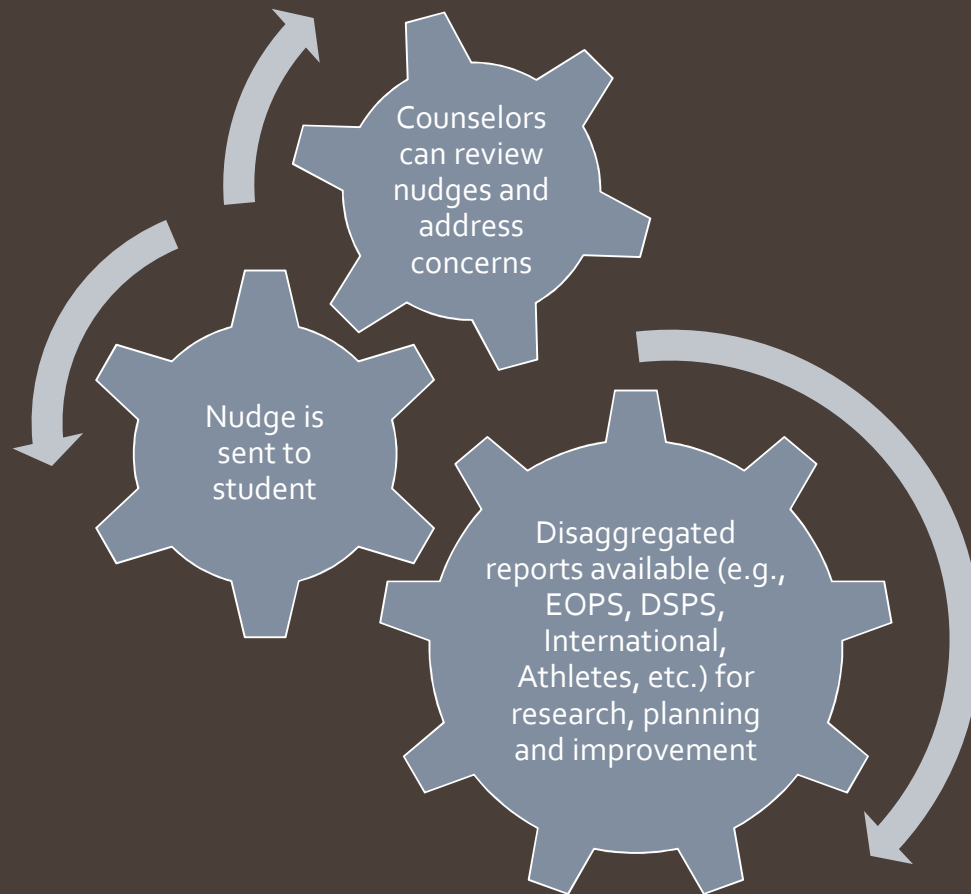 Counselors
can review
nudges and
address
concerns
Nudge is
sent to
student
Disaggregated
reports available (e.g.,
EOPS, DSPS,
International,
Athletes, etc.) for
research, planning
and improvement